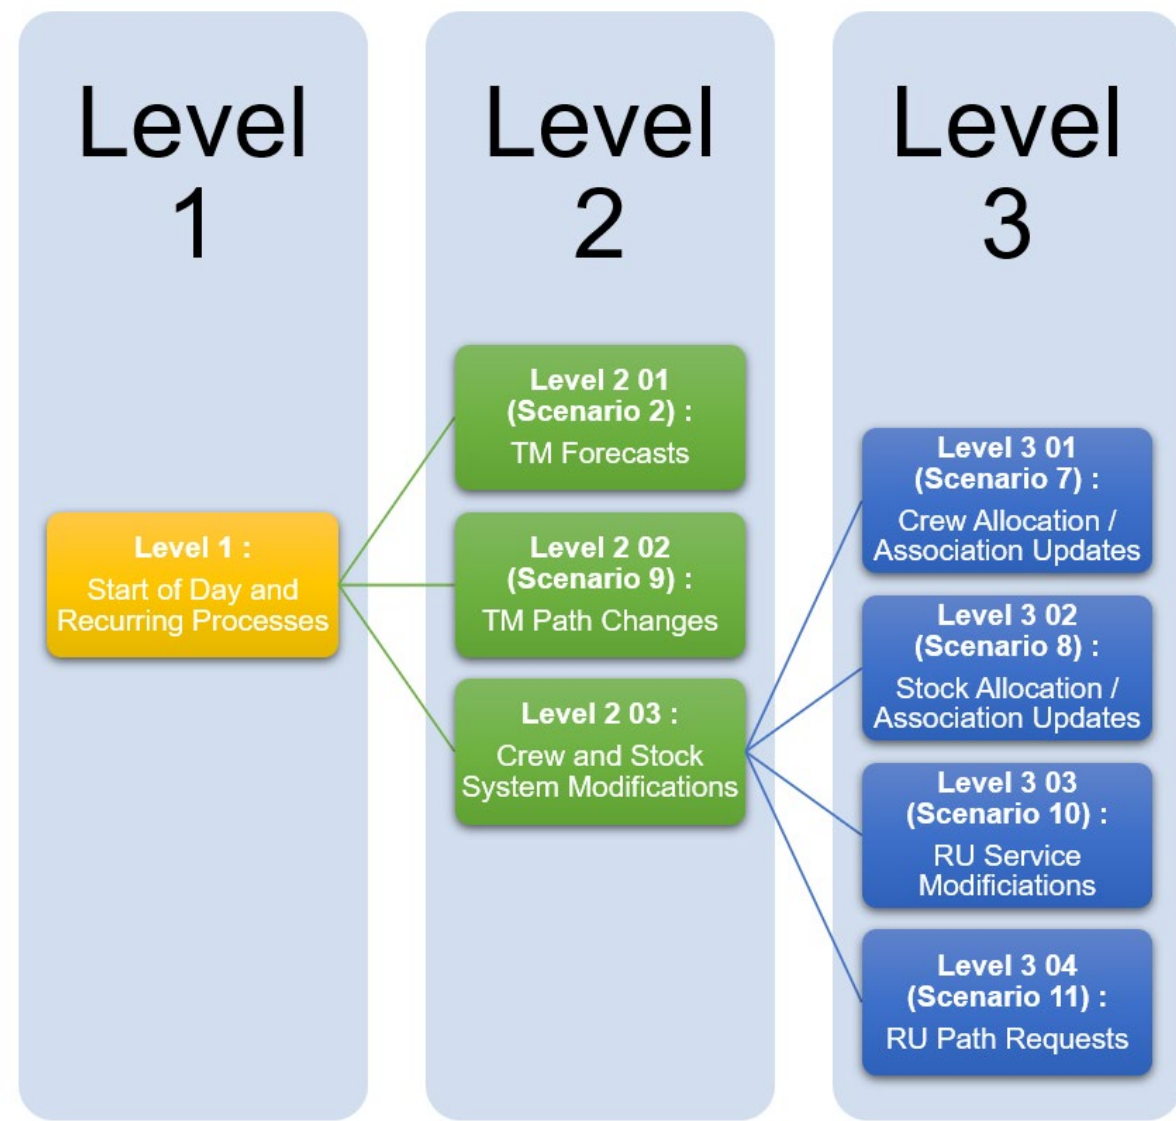 Level
1
Level
2
Level
3
Level 1 :
Start of Day and
Recurring Processes
Level 2 01
(Scenario 2) :
TM Forecasts
Level 2 02
(Scenario 9) :
TM Path Changes
Level 2 03 :
Crew and Stock
System Modifications
Level 3 01
(Scenario 7) :
Crew Allocation /
Association Updates
Level 3 02
(Scenario 8) :
Stock Allocation /
Association Updates
Level 3 03
(Scenario 10) :
RU Service
Modificiations
Level 3 04
(Scenario 11) :
RU Path Requests